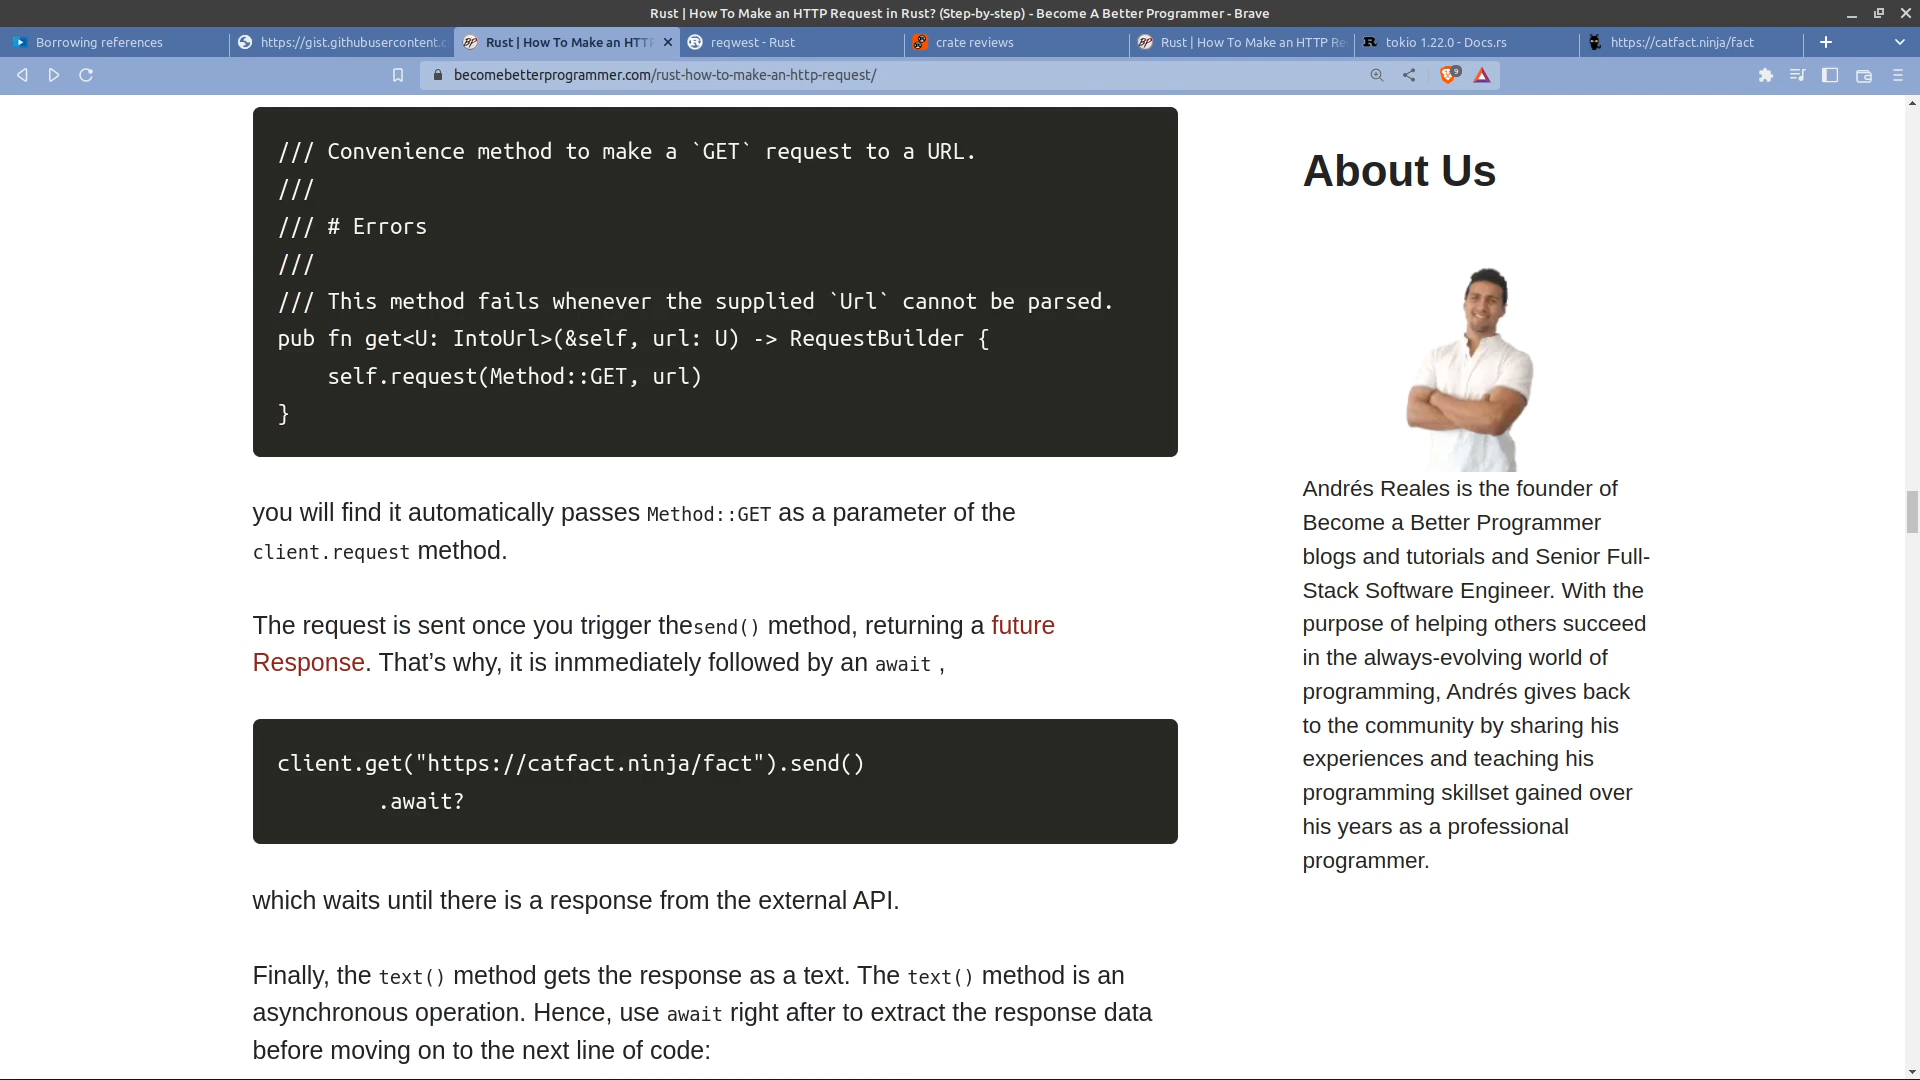 Rust | How To Make an HTTP Request in Rust? (Step-by-step) - Become A Better Programmer - Brave
Borrowing references
https://gist.githubusercontent.c
Rust | How To Make an HTTP
reqwest - Rust
crate reviews
Rust | How To Make an HTTP Re
tokio 1.22.0 - Docs.rs
https://catfact.ninja/fact
becomebetterprogrammer.com/rust-how-to-make-an-http-request/
9
/// Convenience method to make a `GET` request to a URL.
///
/// # Errors
///
/// This method fails whenever the supplied `Url` cannot be parsed.
pub fn get<U: IntoUrl>(&self, url: U) -> RequestBuilder {
    self.request(Method::GET, url)
}
you will find it automatically passes Method::GET as a parameter of the
client.request method.
The request is sent once you trigger thesend() method, returning a future
Response. That’s why, it is inmmediately followed by an await ,
client.get("https://catfact.ninja/fact").send()
        .await?
which waits until there is a response from the external API.
Finally, the text() method gets the response as a text. The text() method is an
asynchronous operation. Hence, use await right after to extract the response data
before moving on to the next line of code:
About Us
Andrés Reales is the founder of
Become a Better Programmer
blogs and tutorials and Senior Full-
Stack Software Engineer. With the
purpose of helping others succeed
in the always-evolving world of
programming, Andrés gives back
to the community by sharing his
experiences and teaching his
programming skillset gained over
his years as a professional
programmer.